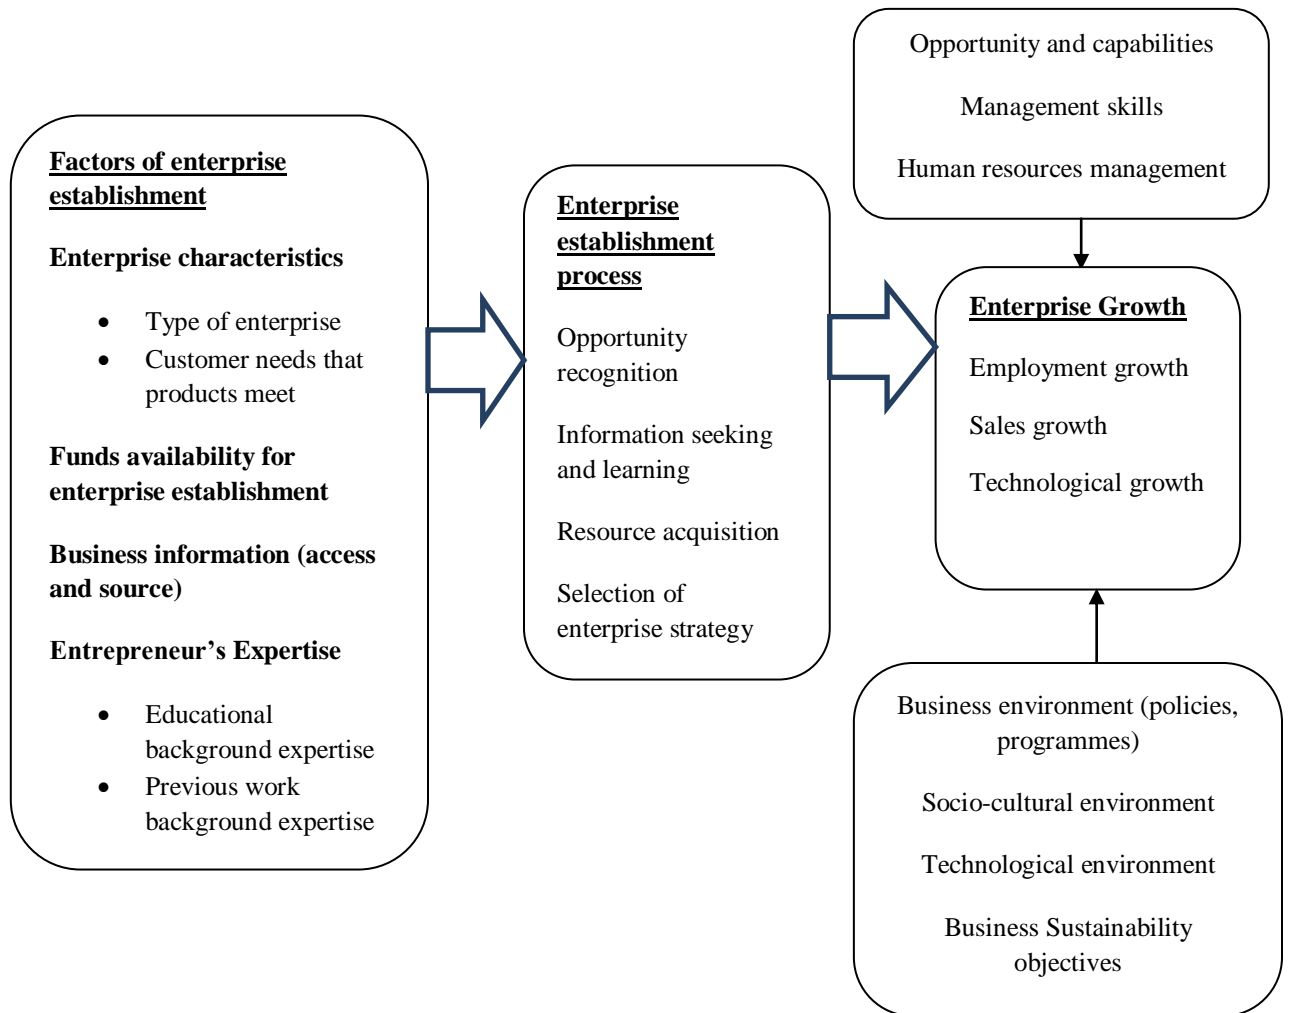 Factors of enterprise
establishment
Enterprise characteristics
• Type of enterprise
• Customer needs that
products meet
Funds availability for
enterprise establishment
Business information (access
and source)
Entrepreneur’s Expertise
• Educational
background expertise
• Previous work
background expertise
Enterprise
establishment
process
Opportunity
recognition
Information seeking
and learning
Resource acquisition
Selection of
enterprise strategy
Opportunity and capabilities
Management skills
Human resources management
Enterprise Growth
Employment growth
Sales growth
Technological growth
Business environment (policies,
programmes)
Socio-cultural environment
Technological environment
Business Sustainability
objectives